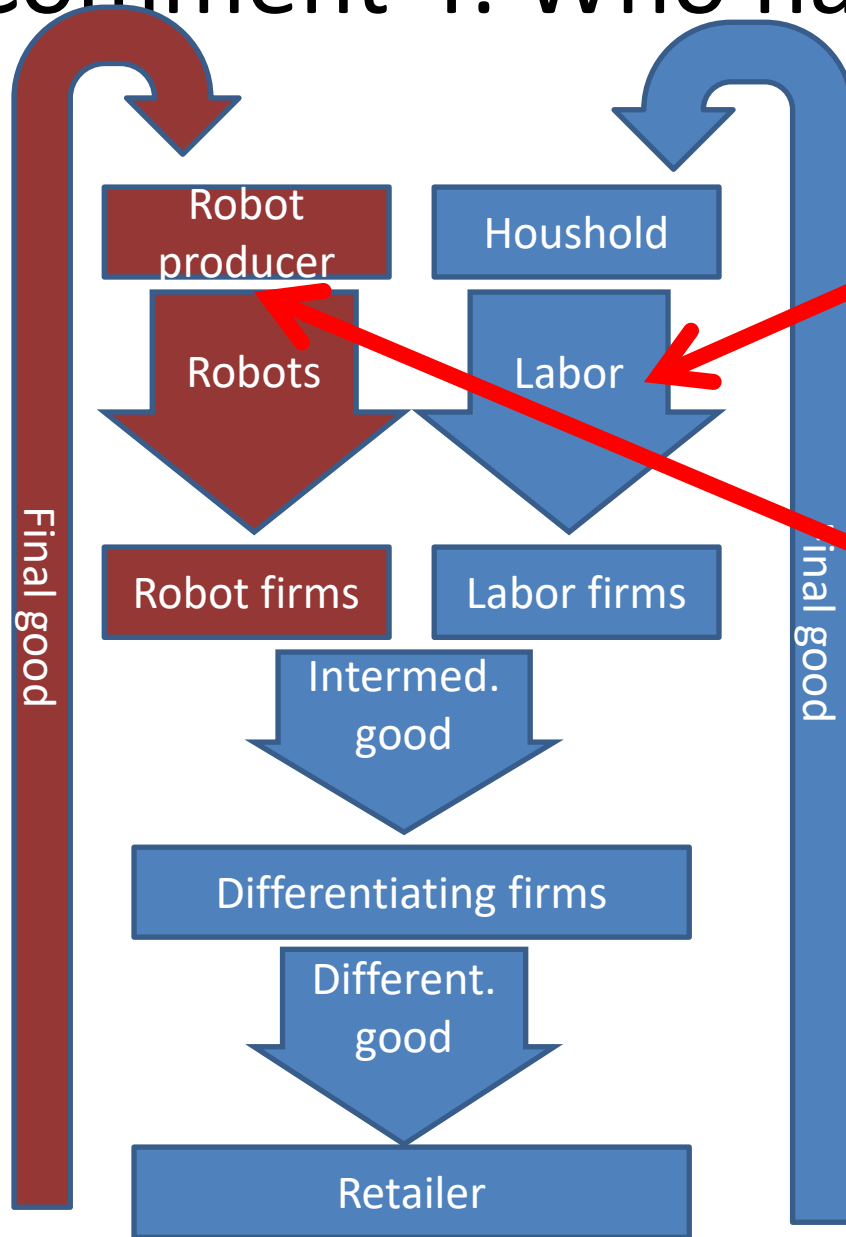 Robot
producer
Houshold
Robots
Labor
Final good
Final good
Robot firms
Labor firms
Intermed.
good
Differentiating firms
Different.
good
Retailer